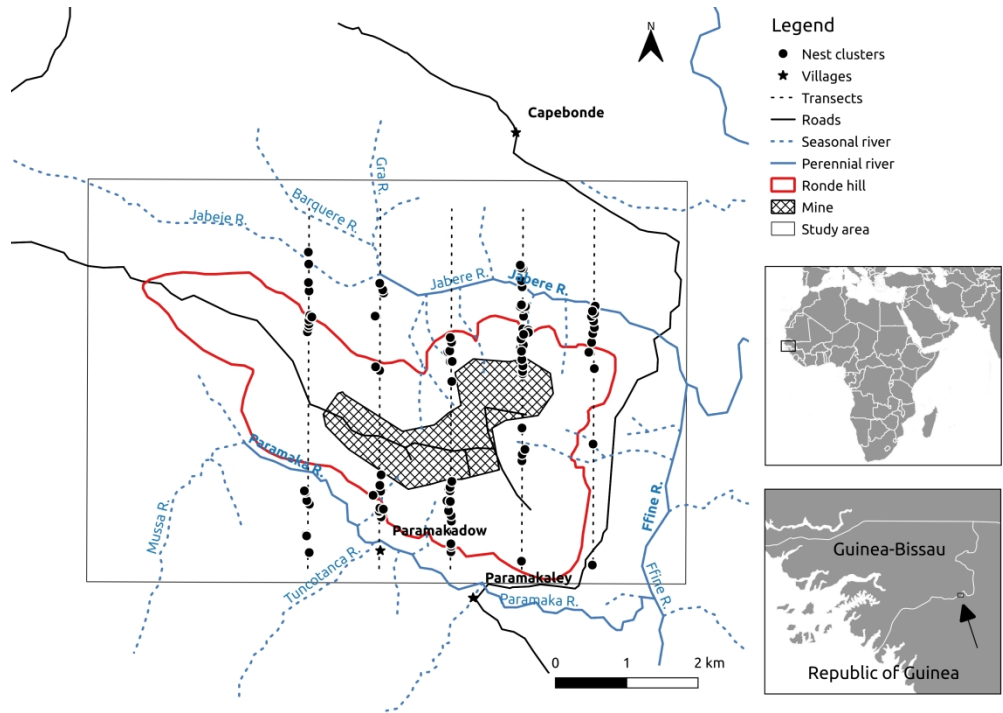 N
Capebonde
Gra R.
Barquere R.
Jabeje R.
Jabere R.
Jabere R.
Paramaka R.
Mussa R.
Tuncotanca R.
Paramakadow
Paramakaley
Paramaka R.
Ffine R.
Ffine R.
0 1 2 km
Legend
Nest clusters
Villages
Transects
Roads
Seasonal river
Perennial river
Ronde hill
Mine
Study area
Guinea-Bissau
Republic of Guinea